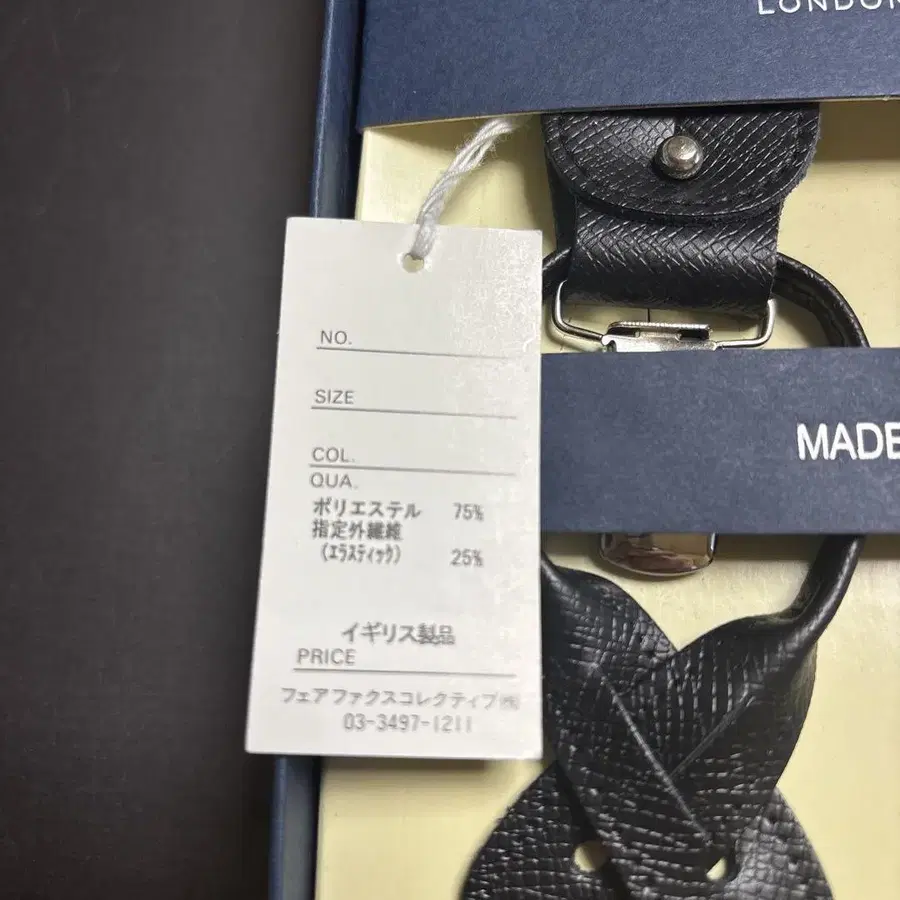 LONDON
NO.
SIZE
COL.
QUA.
ポリエステル 75%
指定外繊維
(エラスティック) 25%
イギリス製品
PRICE
フェアファクスコレクティブ(株)
03-3497-1211
MADE